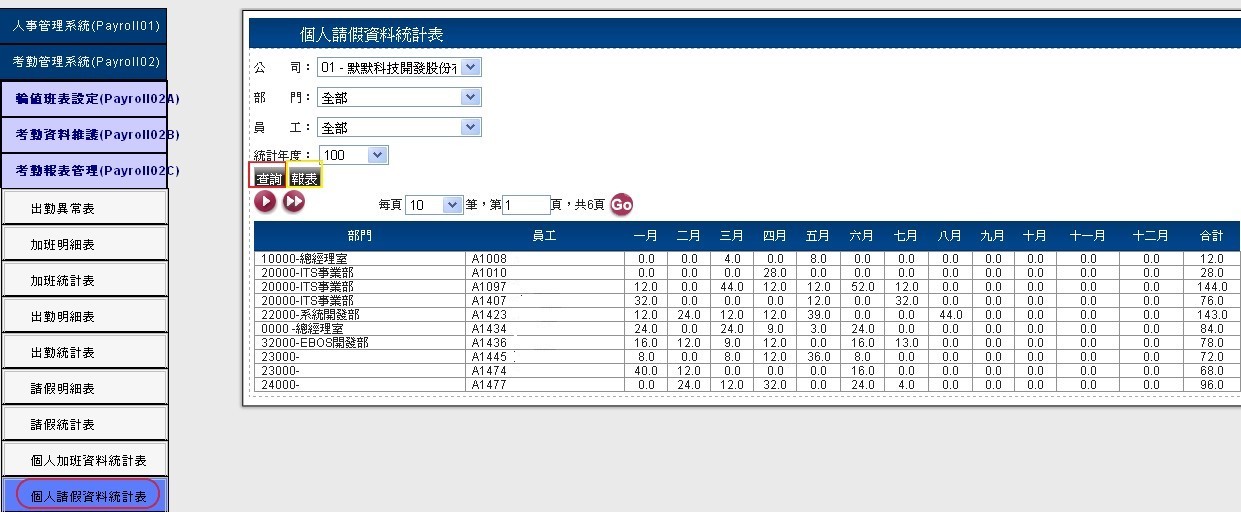 人事管理系統(Payroll01)
考勤管理系統(Payroll02)
輪值班表設定(Payroll02A)
考勤資料維護(Payroll02B)
考勤報表管理(Payroll02C)
出勤異常表
加班明細表
加班統計表
出勤明細表
出勤統計表
請假明細表
請假統計表
個人加班資料統計表
個人請假資料統計表
個人請假資料統計表
公 司： 01 - 默默科技開發股份
部 門： 全部
員 工： 全部
統計年度： 100
查詢 報表
每頁 10 筆，第 1 頁，共6頁 Go
部門 員工 一月 二月 三月 四月 五月 六月 七月 八月 九月 十月 十一月 十二月 合計
10000-總經理室 A1008 0.0 0.0 4.0 0.0 8.0 0.0 0.0 0.0 0.0 0.0 0.0 0.0 12.0
20000-ITS事業部 A1010 0.0 0.0 0.0 28.0 0.0 0.0 0.0 0.0 0.0 0.0 0.0 0.0 28.0
20000-ITS事業部 A1097 12.0 0.0 44.0 12.0 12.0 52.0 12.0 0.0 0.0 0.0 0.0 0.0 144.0
20000-ITS事業部 A1407 32.0 0.0 0.0 0.0 12.0 0.0 32.0 0.0 0.0 0.0 0.0 0.0 76.0
22000-系統開發部 A1423 12.0 24.0 12.0 12.0 39.0 0.0 0.0 44.0 0.0 0.0 0.0 0.0 143.0
0000 -總經理室 A1434 24.0 0.0 24.0 9.0 3.0 24.0 0.0 0.0 0.0 0.0 0.0 0.0 84.0
32000-EBOS開發部 A1436 16.0 12.0 9.0 12.0 0.0 16.0 13.0 0.0 0.0 0.0 0.0 0.0 78.0
23000- A1445 8.0 0.0 8.0 12.0 36.0 8.0 0.0 0.0 0.0 0.0 0.0 0.0 72.0
23000- A1474 40.0 12.0 0.0 0.0 0.0 16.0 0.0 0.0 0.0 0.0 0.0 0.0 68.0
24000- A1477 0.0 24.0 12.0 32.0 0.0 24.0 4.0 0.0 0.0 0.0 0.0 0.0 96.0